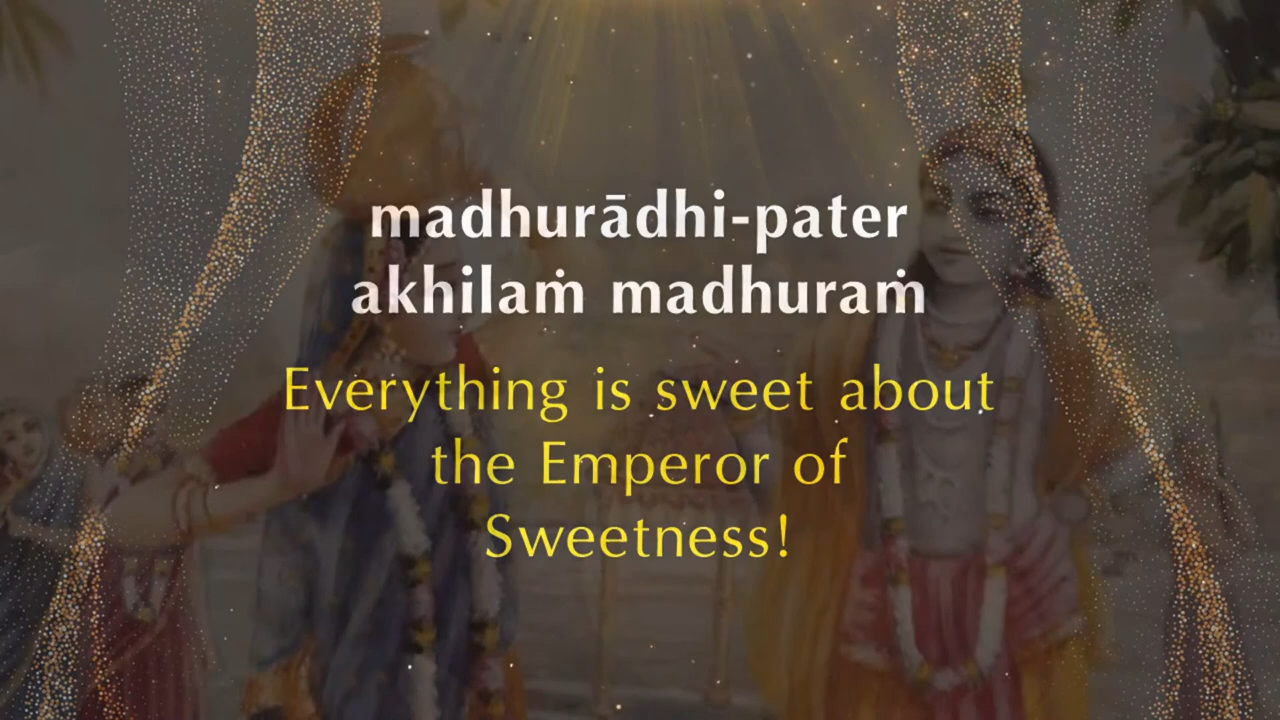 madhurādhi-pater
akhilaṁ madhuraṁ
Everything is sweet about
the Emperor of
Sweetness!